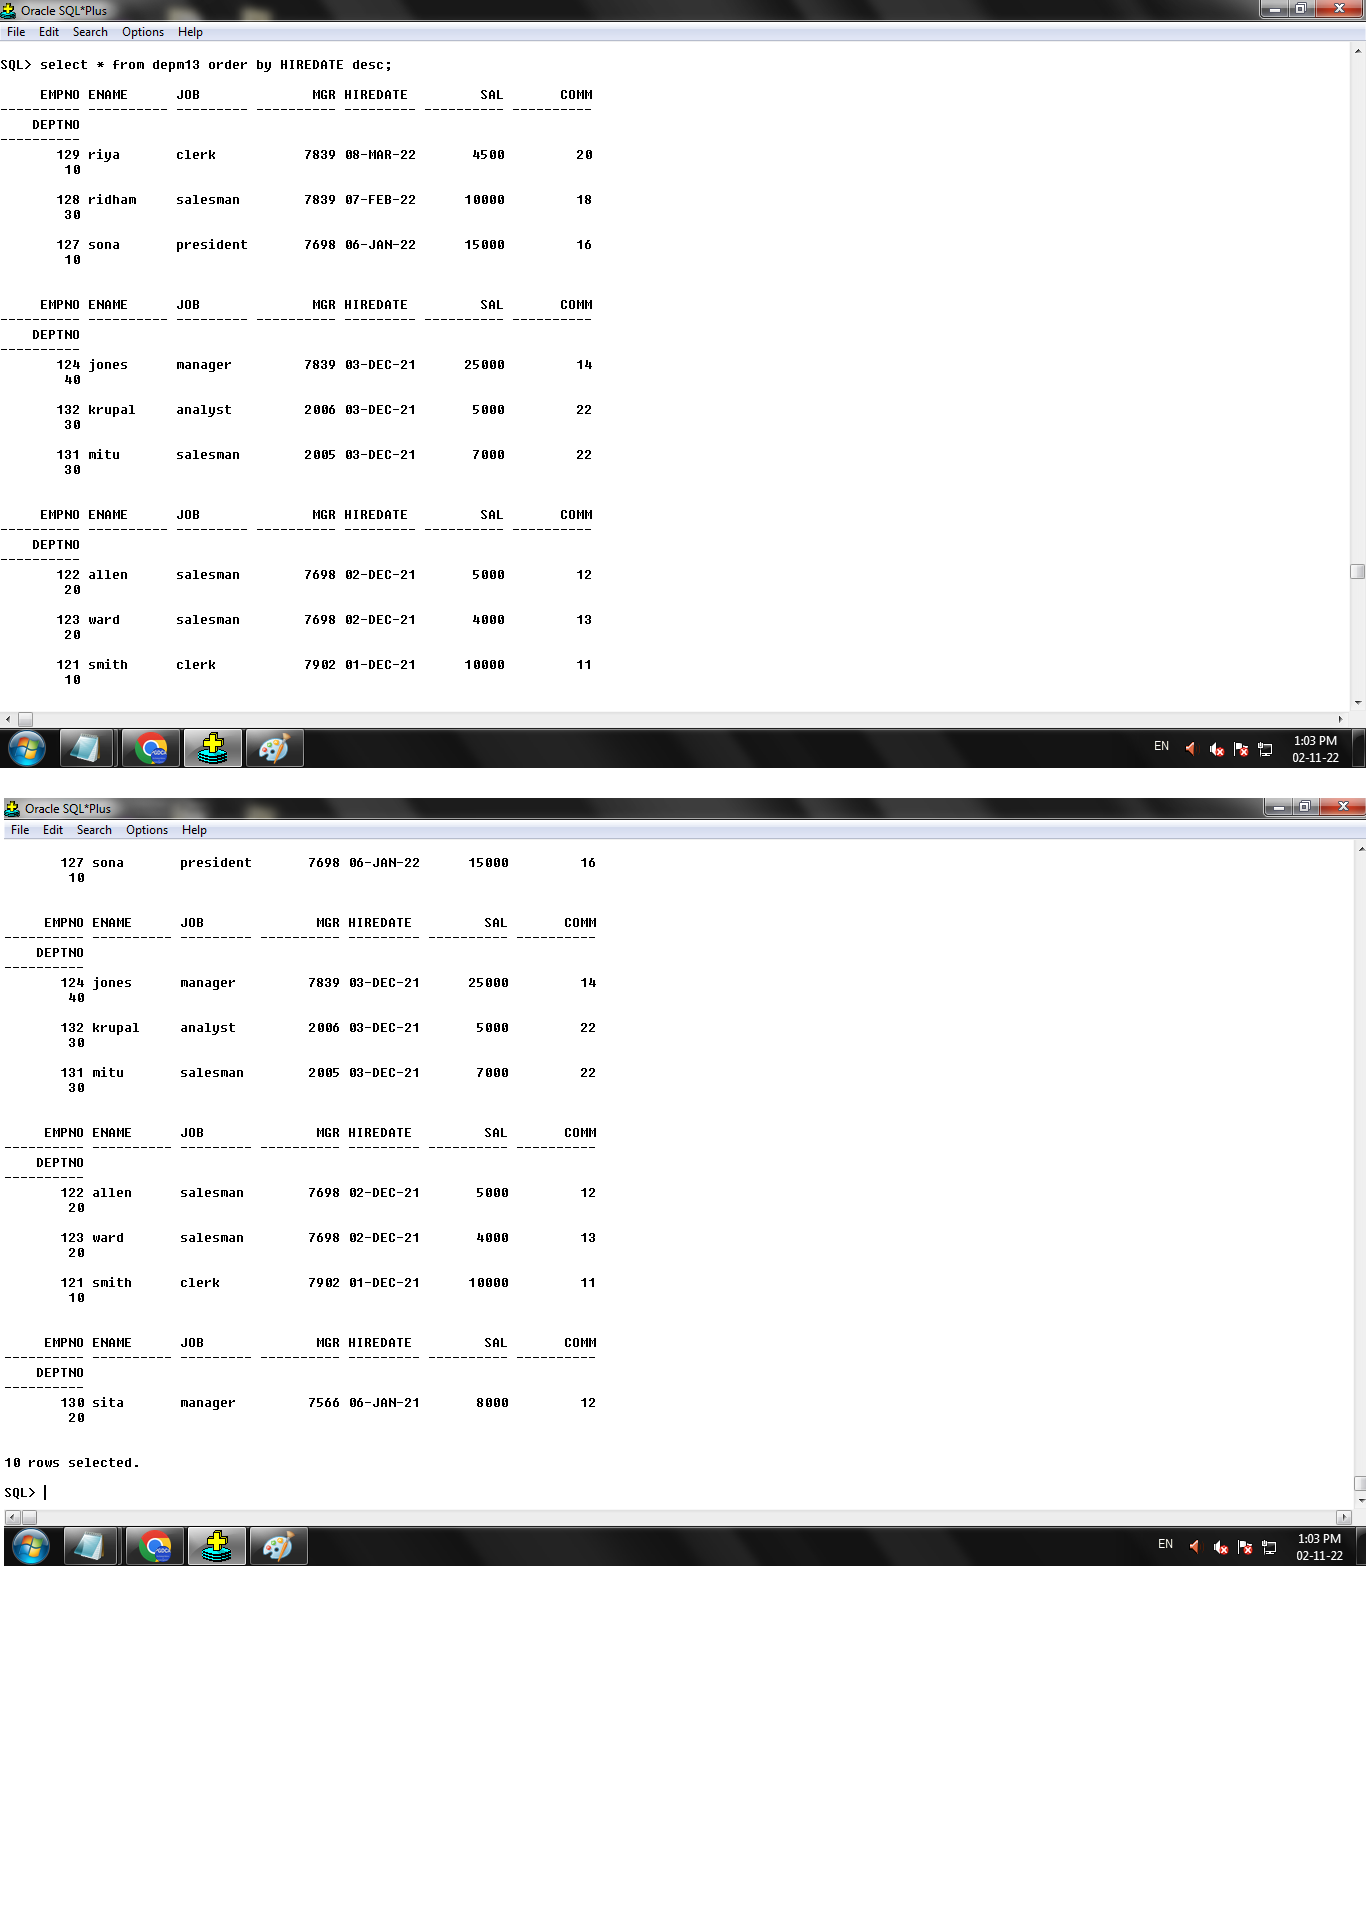 Oracle SQL*Plus
File Edit Search Options Help
SQL> select * from depm13 order by HIREDATE desc;
EMPNO ENAME JOB MGR HIREDATE SAL COMM
---------- ---------- --------- ---------- --------- ---------- ----------
DEPTNO
----------
129 riya clerk 7839 08-MAR-22 4500 20
10
128 ridham salesman 7839 07-FEB-22 10000 18
30
127 sona president 7698 06-JAN-22 15000 16
10
EMPNO ENAME JOB MGR HIREDATE SAL COMM
---------- ---------- --------- ---------- --------- ---------- ----------
DEPTNO
----------
124 jones manager 7839 03-DEC-21 25000 14
40
132 krupal analyst 2006 03-DEC-21 5000 22
30
131 mitu salesman 2005 03-DEC-21 7000 22
30
EMPNO ENAME JOB MGR HIREDATE SAL COMM
---------- ---------- --------- ---------- --------- ---------- ----------
DEPTNO
----------
122 allen salesman 7698 02-DEC-21 5000 12
20
123 ward salesman 7698 02-DEC-21 4000 13
20
121 smith clerk 7902 01-DEC-21 10000 11
10
EN 1:03 PM
02-11-22
Oracle SQL*Plus
File Edit Search Options Help
127 sona president 7698 06-JAN-22 15000 16
10
EMPNO ENAME JOB MGR HIREDATE SAL COMM
---------- ---------- --------- ---------- --------- ---------- ----------
DEPTNO
----------
124 jones manager 7839 03-DEC-21 25000 14
40
132 krupal analyst 2006 03-DEC-21 5000 22
30
131 mitu salesman 2005 03-DEC-21 7000 22
30
EMPNO ENAME JOB MGR HIREDATE SAL COMM
---------- ---------- --------- ---------- --------- ---------- ----------
DEPTNO
----------
122 allen salesman 7698 02-DEC-21 5000 12
20
123 ward salesman 7698 02-DEC-21 4000 13
20
121 smith clerk 7902 01-DEC-21 10000 11
10
EMPNO ENAME JOB MGR HIREDATE SAL COMM
---------- ---------- --------- ---------- --------- ---------- ----------
DEPTNO
----------
130 sita manager 7566 06-JAN-21 8000 12
20
10 rows selected.
SQL>
EN 1:03 PM
02-11-22